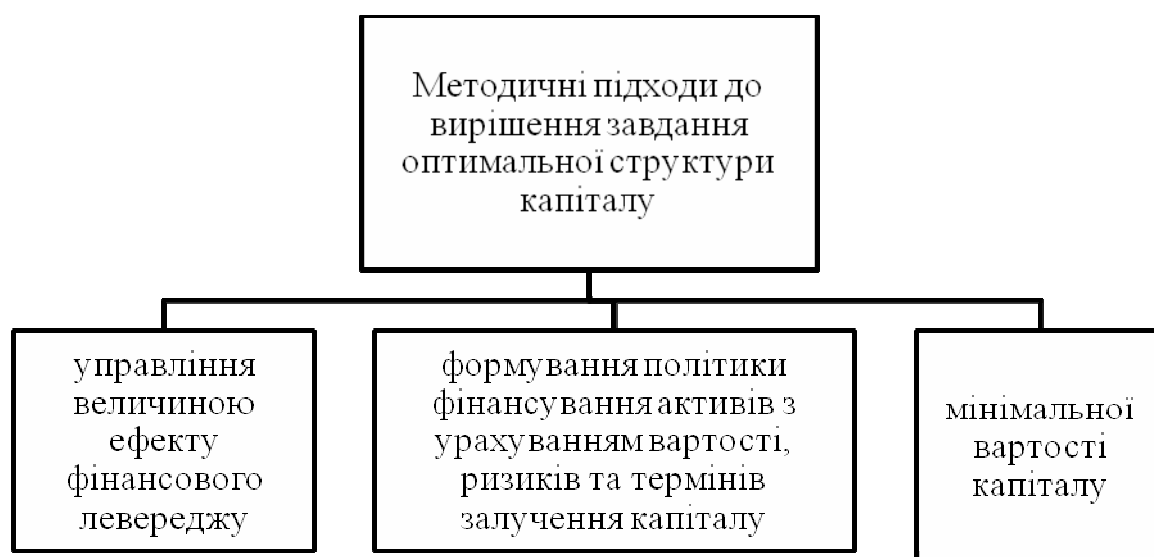 Методичні підходи до
вирішення завдання
оптимальної структури
капіталу
управління
величиною
ефекту
фінансового
левереджу
формування політики
фінансування активів з
урахуванням вартості,
ризиків та термінів
залучення капіталу
мінімальної
вартості
капіталу